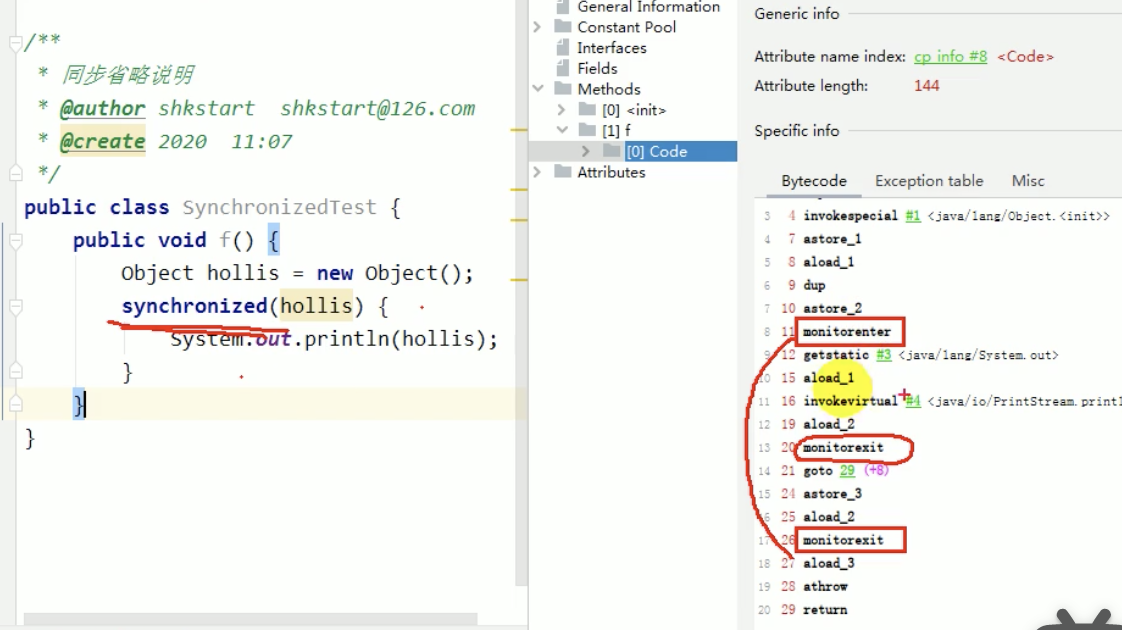 /**
* 同步省略说明
* @author shkstart  shkstart@126.com
* @create 2020  11:07
*/
public class SynchronizedTest {
public void f() {
Object hollis = new Object();
synchronized(hollis) {
System.out.println(hollis);
}
}
}
General Information
Constant Pool
Interfaces
Fields
Methods
[0] <init>
[1] f
[0] Code
Attributes
Generic info
Attribute name index: cp info #8 <Code>
Attribute length: 144
Specific info
Bytecode Exception table Misc
3 4 invokespecial #1 <java/lang/Object.<init>>
4 7 astore_1
5 8 aload_1
6 9 dup
7 10 astore_2
8 11 monitorenter
9 12 getstatic #3 <java/lang/System.out>
10 15 aload_1
11 16 invokevirtual #4 <java/io/PrintStream.printl
12 19 aload_2
13 20 monitorexit
14 21 goto 29 (+8)
15 24 astore_3
16 25 aload_2
17 26 monitorexit
18 27 aload_3
19 28 athrow
20 29 return